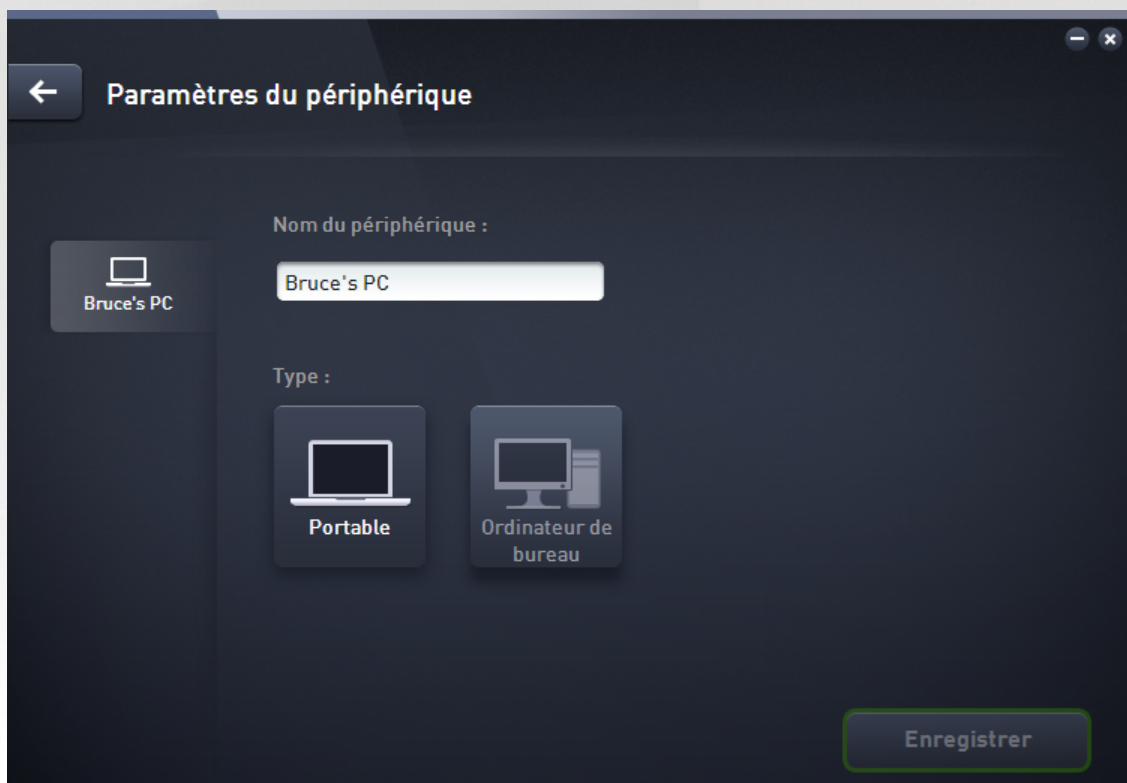 Paramètres du périphérique
Bruce's PC
Nom du périphérique :
Bruce's PC
Type :
Portable
Ordinateur de
bureau
Enregistrer